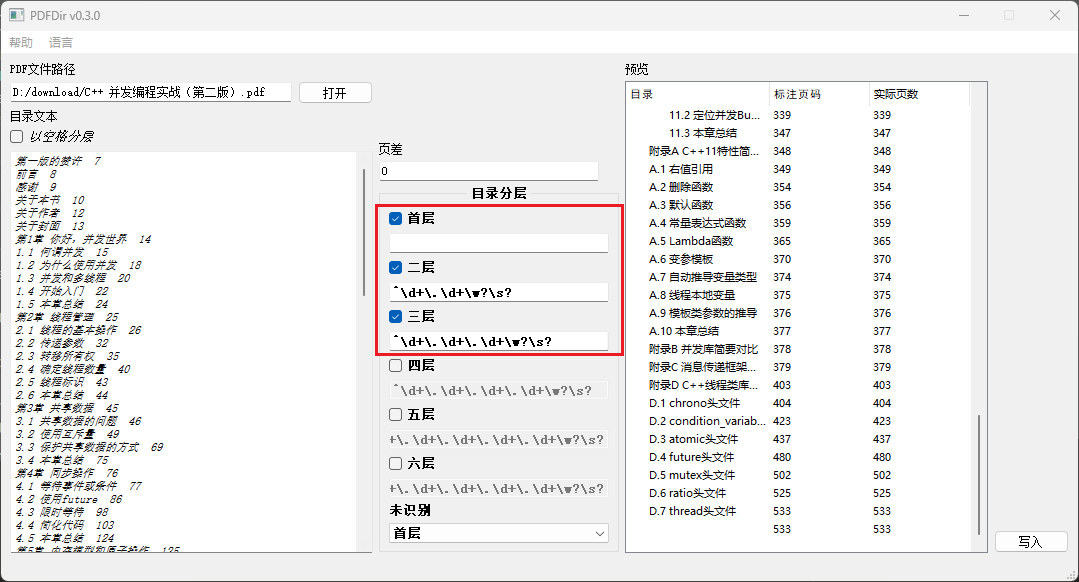 PDFDir v0.3.0
帮助 语言
PDF文件路径
D:/download/C++ 并发编程实战（第二版）.pdf
打开
目录文本
以空格分层
第一版的赞许 7
前言 8
感谢 9
关于本书 10
关于作者 12
关于封面 13
第1章 你好，并发世界 14
1.1 何谓并发 15
1.2 为什么使用并发 18
1.3 并发和多线程 20
1.4 开始入门 22
1.5 本章总结 24
第2章 线程管理 25
2.1 线程的基本操作 26
2.2 传递参数 32
2.3 转移所有权 35
2.4 确定线程数量 40
2.5 线程标识 43
2.6 本章总结 44
第3章 共享数据 45
3.1 共享数据的问题 46
3.2 使用互斥量 49
3.3 保护共享数据的方式 69
3.4 本章总结 75
第4章 同步操作 76
4.1 等待事件或条件 77
4.2 使用future 86
4.3 限时等待 98
4.4 简化代码 103
4.5 本章总结 124
第5章 内存模型和原子操作 125
页差
0
目录分层
首层
二层
^\d+\.\d+\w?\s?
三层
^\d+\.\d+\.\d+\w?\s?
四层
^\d+\.\d+\.\d+\.\d+\w?\s?
五层
+\.\d+\.\d+\.\d+\.\d+\w?\s?
六层
+\.\d+\.\d+\.\d+\.\d+\w?\s?
未识别
首层
预览
目录 标注页码 实际页数
11.2 定位并发Bu... 339 339
11.3 本章总结 347 347
附录A C++11特性简... 348 348
A.1 右值引用 349 349
A.2 删除函数 354 354
A.3 默认函数 356 356
A.4 常量表达式函数 359 359
A.5 Lambda函数 365 365
A.6 变参模板 370 370
A.7 自动推导变量类型 374 374
A.8 线程本地变量 375 375
A.9 模板类参数的推导 376 376
A.10 本章总结 377 377
附录B 并发库简要对比 378 378
附录C 消息传递框架... 379 379
附录D C++线程类库... 403 403
D.1 chrono头文件 404 404
D.2 condition_variab... 423 423
D.3 atomic头文件 437 437
D.4 future头文件 480 480
D.5 mutex头文件 502 502
D.6 ratio头文件 525 525
D.7 thread头文件 533 533
533 533
写入